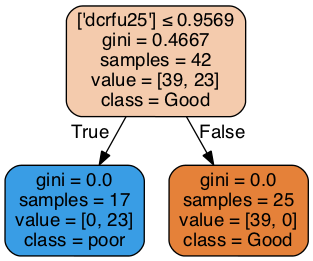 ['dcrfu25'] ≤ 0.9569
gini = 0.4667
samples = 42
value = [39, 23]
class = Good
True
False
gini = 0.0
samples = 17
value = [0, 23]
class = poor
gini = 0.0
samples = 25
value = [39, 0]
class = Good